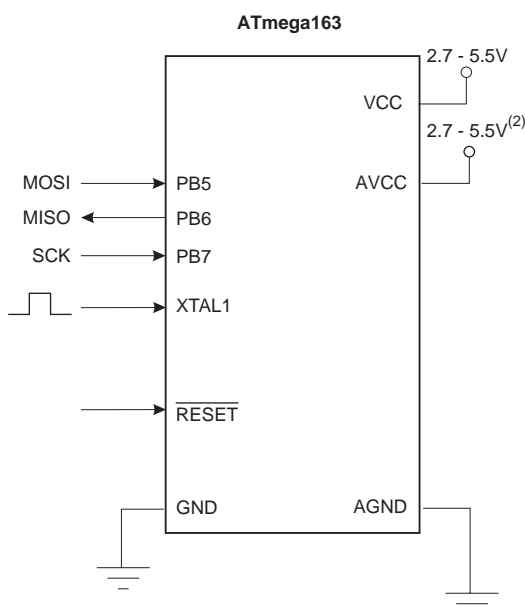 ATmega163
2.7 - 5.5V
VCC
2.7 - 5.5V(2)
MOSI PB5 AVCC
MISO PB6
SCK PB7
XTAL1
RESET
GND AGND